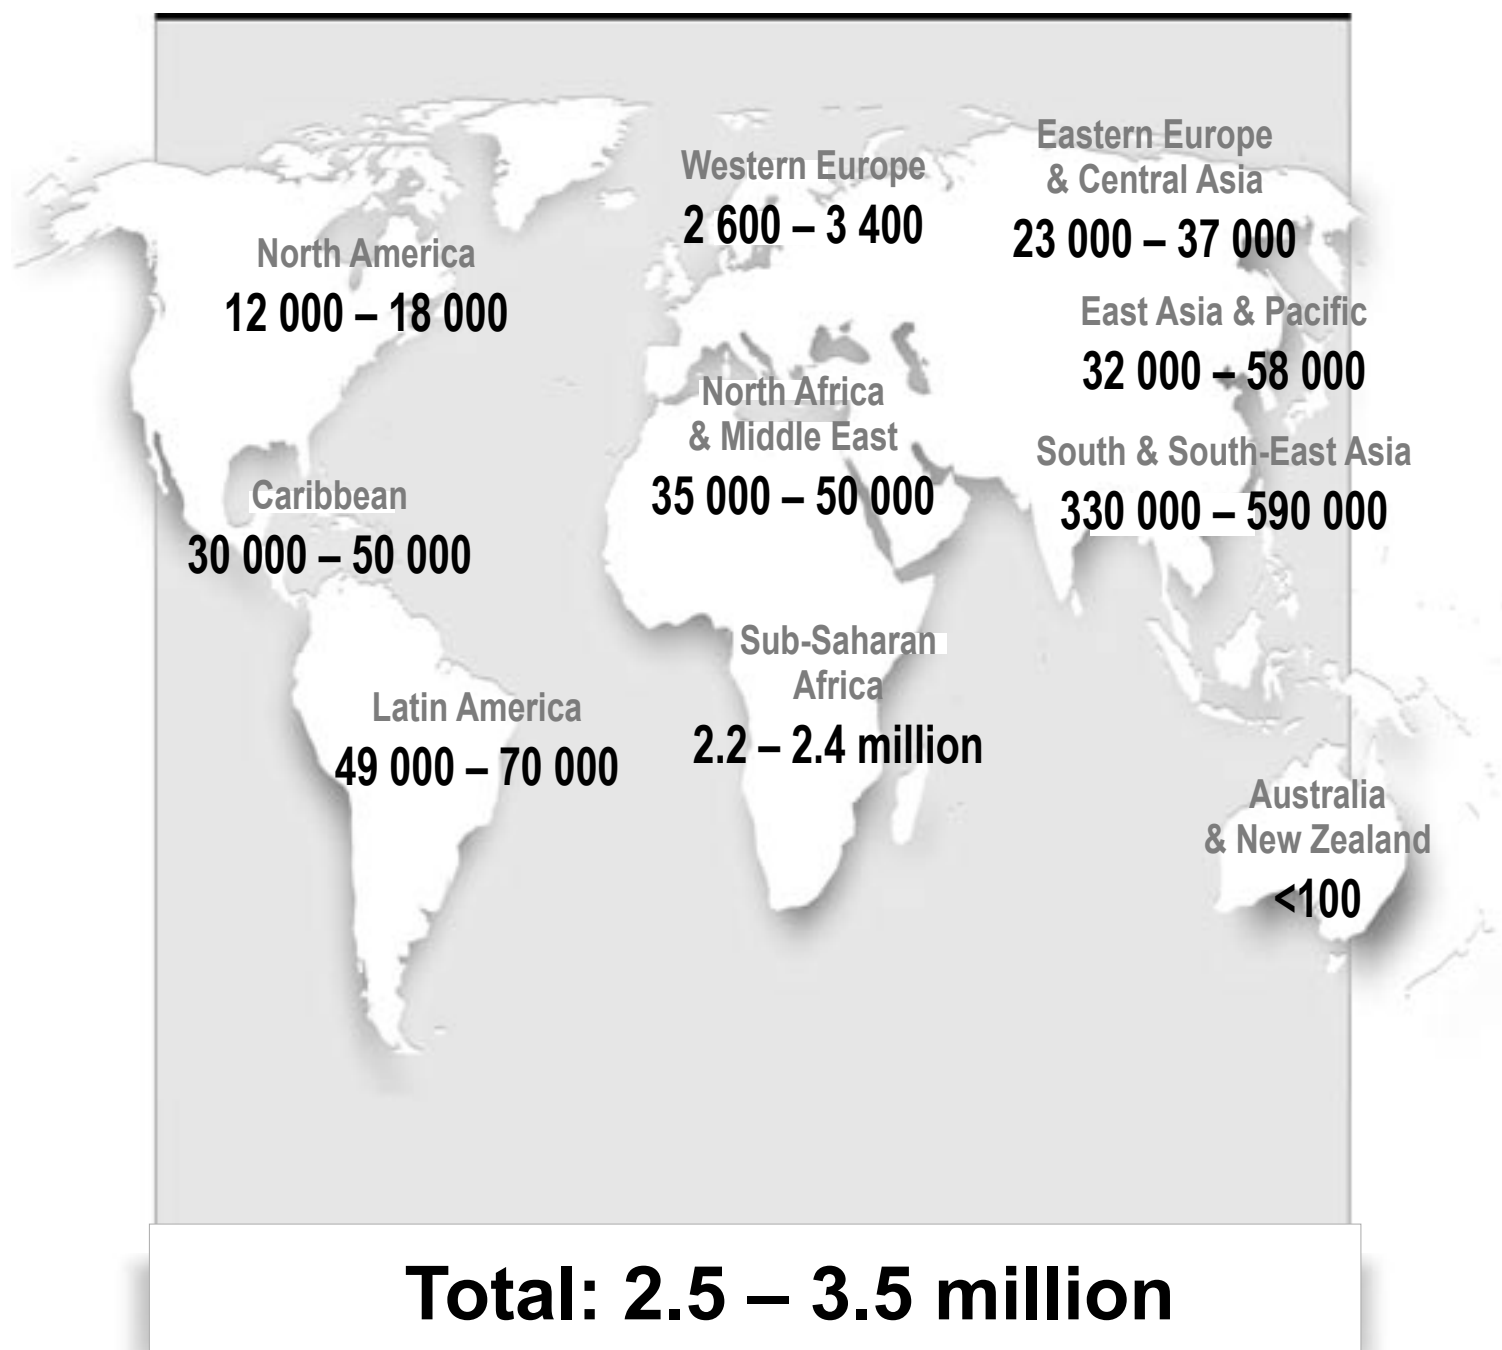 Western Europe
2 600 – 3 400
Eastern Europe
& Central Asia
23 000 – 37 000
North America
12 000 – 18 000
East Asia & Pacific
32 000 – 58 000
North Africa
& Middle East
35 000 – 50 000
South & South-East Asia
330 000 – 590 000
Caribbean
30 000 – 50 000
Sub-Saharan
Africa
2.2 – 2.4 million
Latin America
49 000 – 70 000
Australia
& New Zealand
<100
Total: 2.5 – 3.5 million